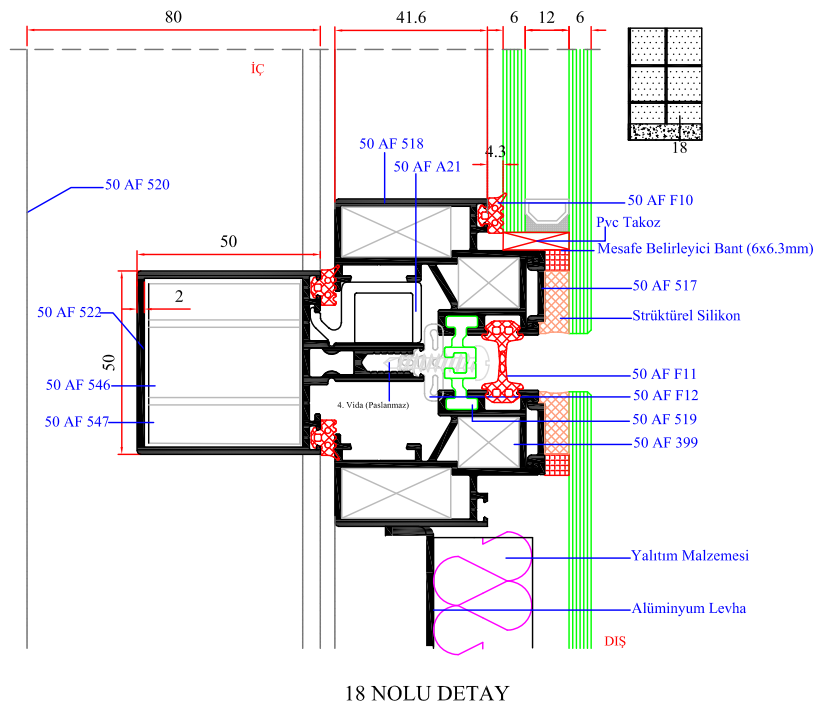 80
41.6
6
12
6
İÇ
18
50 AF 518
4.3
50 AF A21
50 AF 520
50 AF F10
Pvc Takoz
50
Mesafe Belirleyici Bant (6x6.3mm)
50 AF 517
2
50 AF 522
Strüktürel Silikon
50
50 AF 546
50 AF F11
50 AF F12
4. Vida (Paslanmaz)
50 AF 547
50 AF 519
50 AF 399
Yalıtım Malzemesi
Alüminyum Levha
DIŞ
18 NOLU DETAY